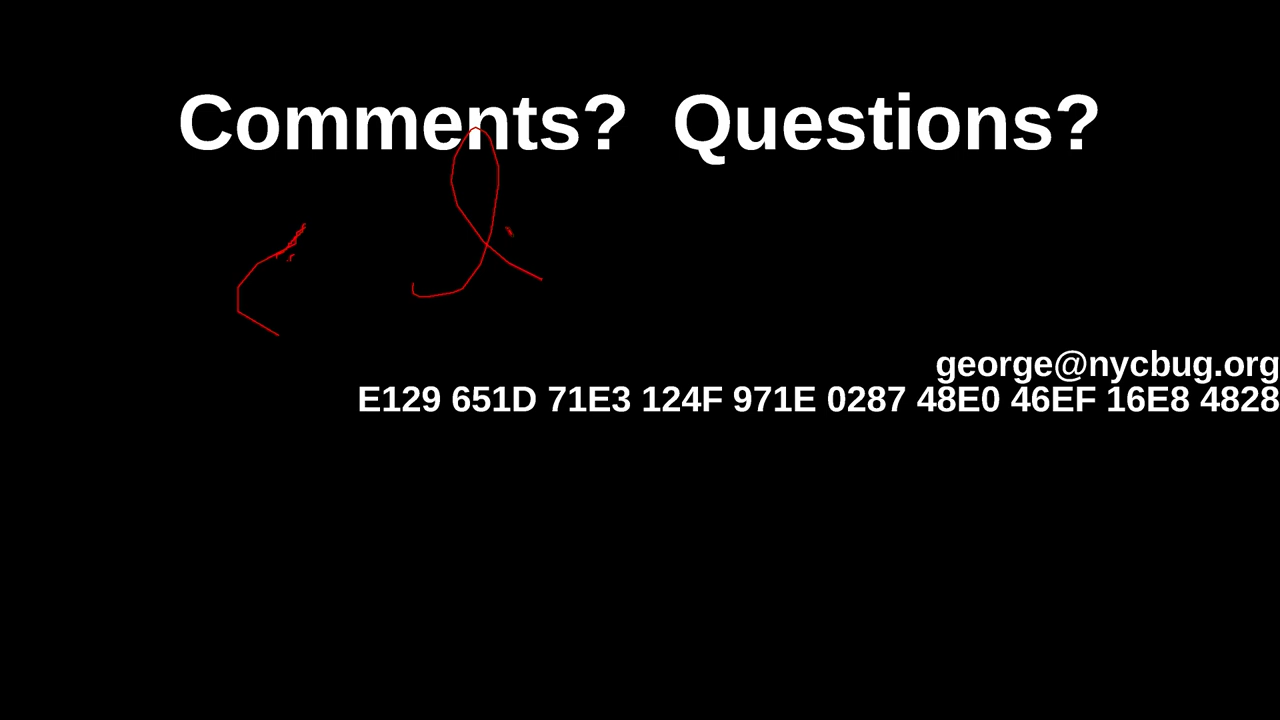 Comments?  Questions?
george@nycbug.org
E129 651D 71E3 124F 971E 0287 48E0 46EF 16E8 4828